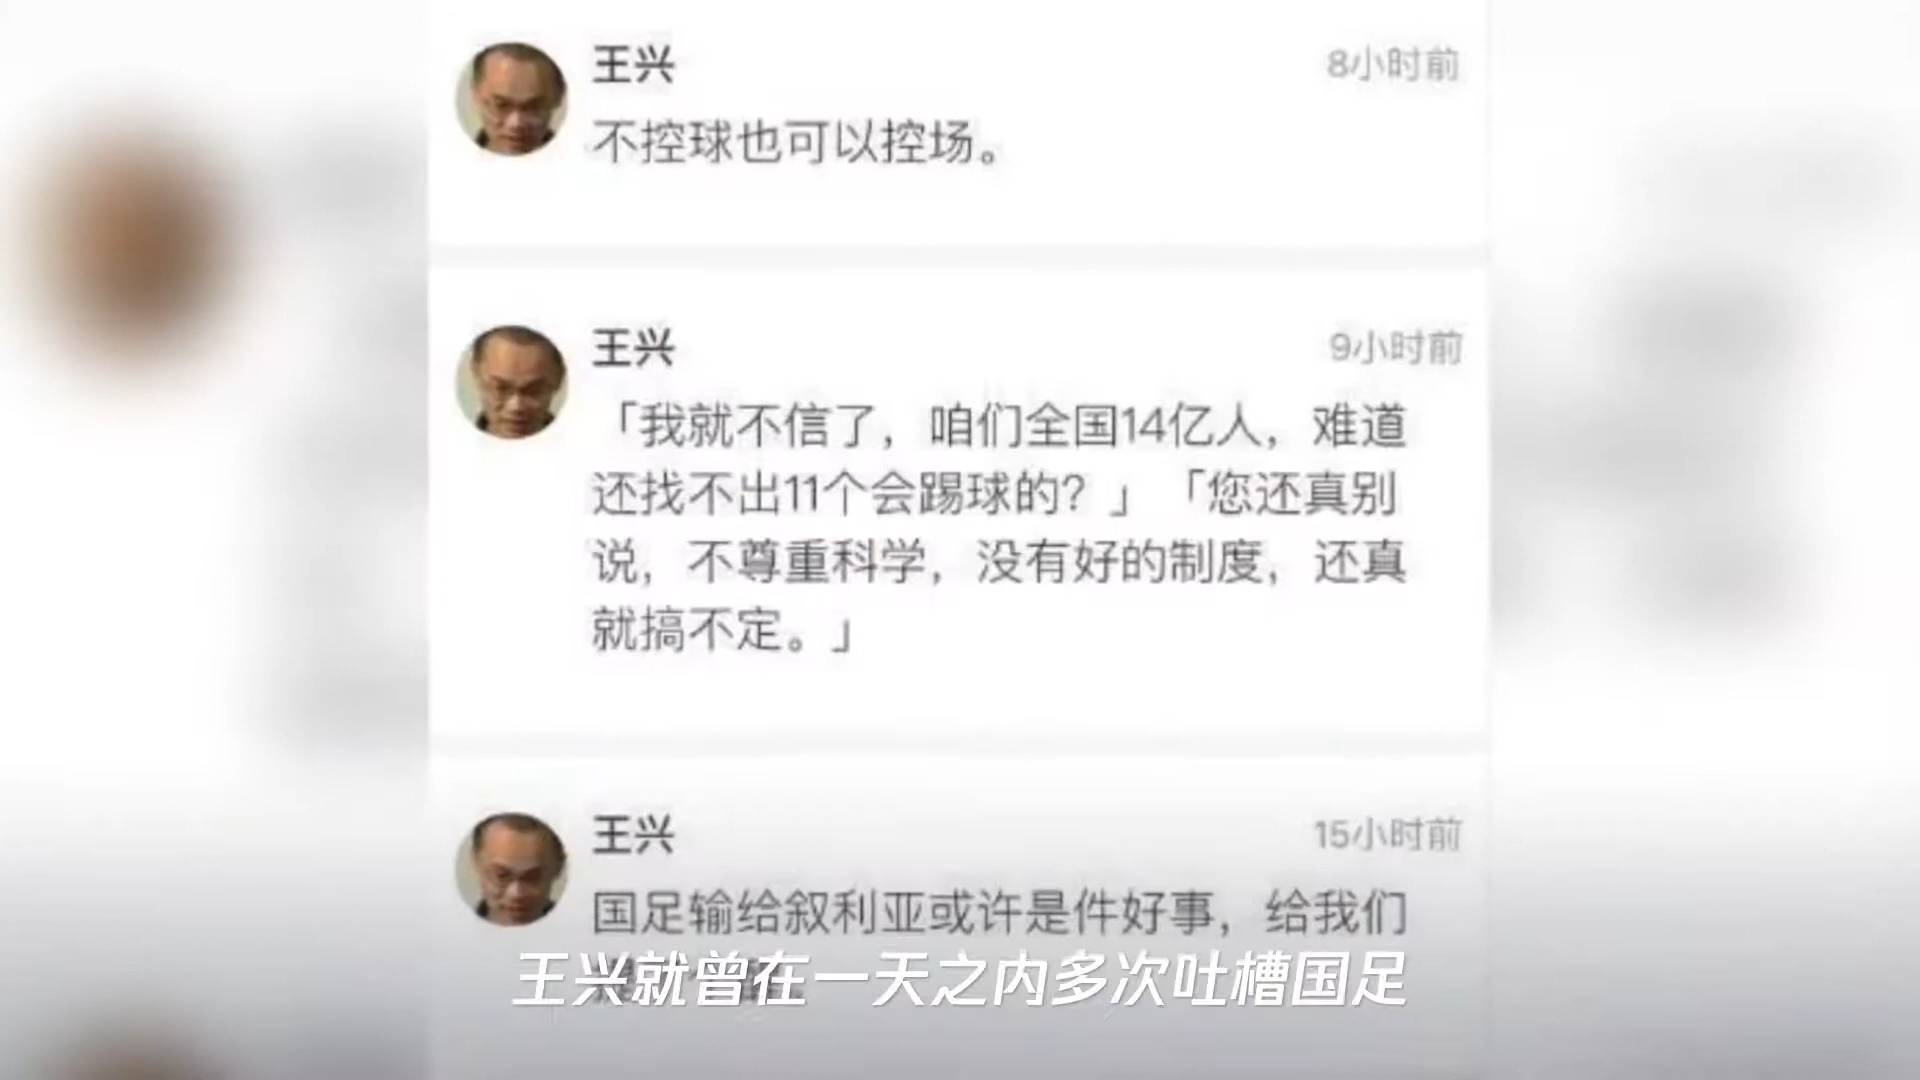 王兴 8小时前
不控球也可以控场。
王兴 9小时前
「我就不信了，咱们全国14亿人，难道
还找不出11个会踢球的？」「您还真别
说，不尊重科学，没有好的制度，还真
就搞不定。」
王兴 15小时前
国足输给叙利亚或许是件好事，给我们
王兴就曾在一天之内多次吐槽国足